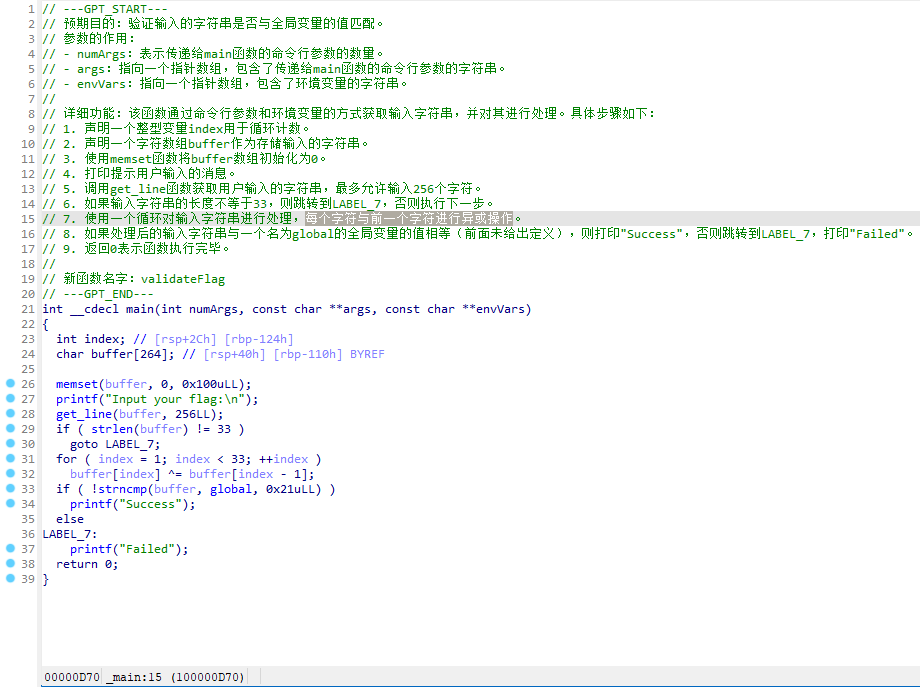 1 // ---GPT_START---
2 // 预期目的：验证输入的字符串是否与全局变量的值匹配。
3 // 参数的作用：
4 // - numArgs：表示传递给main函数的命令行参数的数量。
5 // - args：指向一个指针数组，包含了传递给main函数的命令行参数的字符串。
6 // - envVars：指向一个指针数组，包含了环境变量的字符串。
7 //
8 // 详细功能：该函数通过命令行参数和环境变量的方式获取输入字符串，并对其进行处理。具体步骤如下：
9 // 1. 声明一个整型变量index用于循环计数。
10 // 2. 声明一个字符数组buffer作为存储输入的字符串。
11 // 3. 使用memset函数将buffer数组初始化为0。
12 // 4. 打印提示用户输入的消息。
13 // 5. 调用get_line函数获取用户输入的字符串，最多允许输入256个字符。
14 // 6. 如果输入字符串的长度不等于33，则跳转到LABEL_7，否则执行下一步。
15 // 7. 使用一个循环对输入字符串进行处理，每个字符与前一个字符进行异或操作。
16 // 8. 如果处理后的输入字符串与一个名为global的全局变量的值相等（前面未给出定义），则打印"Success"，否则跳转到LABEL_7，打印"Failed"。
17 // 9. 返回0表示函数执行完毕。
18 //
19 // 新函数名字：validateFlag
20 // ---GPT_END---
21 int __cdecl main(int numArgs, const char **args, const char **envVars)
22 {
23   int index; // [rsp+2Ch] [rbp-124h]
24   char buffer[264]; // [rsp+40h] [rbp-110h] BYREF
25
26   memset(buffer, 0, 0x100uLL);
27   printf("Input your flag:\n");
28   get_line(buffer, 256LL);
29   if ( strlen(buffer) != 33 )
30     goto LABEL_7;
31   for ( index = 1; index < 33; ++index )
32     buffer[index] ^= buffer[index - 1];
33   if ( !strncmp(buffer, global, 0x21uLL) )
34     printf("Success");
35   else
36 LABEL_7:
37     printf("Failed");
38   return 0;
39 }
00000D70 _main:15 (100000D70)